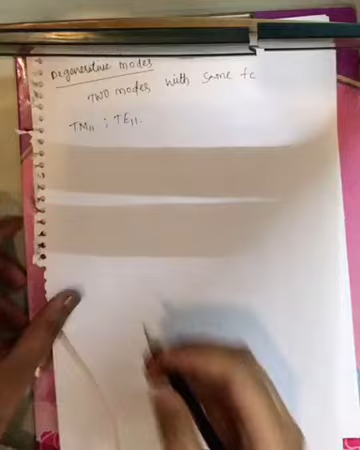 Degenerative modes
TWO modes with same fc
TM11 ; TE11.